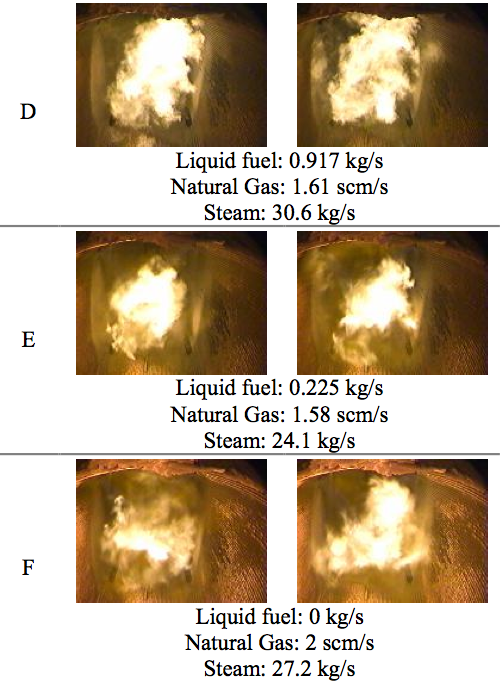 D
Liquid fuel: 0.917 kg/s
Natural Gas: 1.61 scm/s
Steam: 30.6 kg/s
E
Liquid fuel: 0.225 kg/s
Natural Gas: 1.58 scm/s
Steam: 24.1 kg/s
F
Liquid fuel: 0 kg/s
Natural Gas: 2 scm/s
Steam: 27.2 kg/s